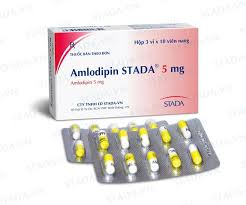 Rx THUỐC BÁN THEO ĐƠN
Hộp 3 vỉ x 10 viên nang
Amlodipin STADA® 5 mg
Amlodipin 5 mg
CTY TNHH LD STADA-VN
STADA